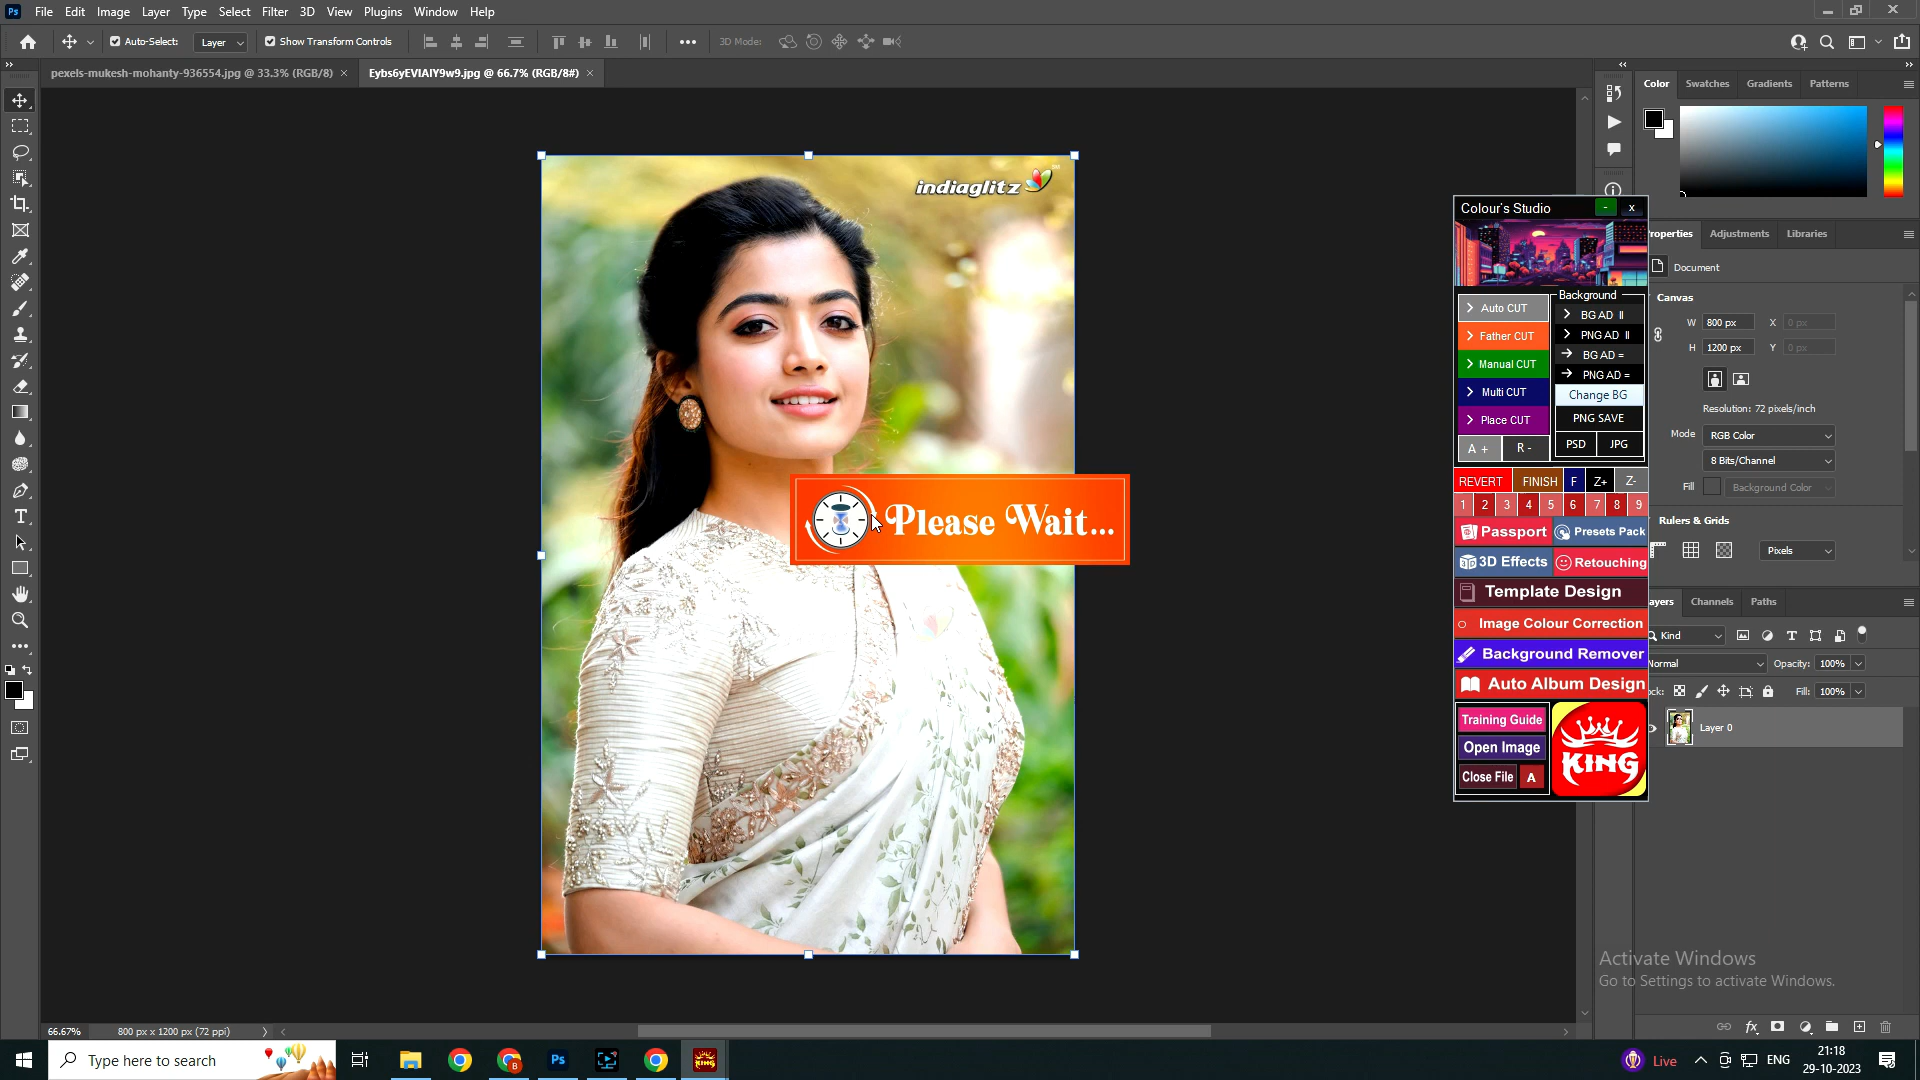 File Edit Image Layer Type Select Filter 3D View Plugins Window Help
Auto-Select: Layer Show Transform Controls 3D Mode:
pexels-mukesh-mohanty-936554.jpg @ 33.3% (RGB/8) × Eybs6yEVIAIY9w9.jpg @ 66.7% (RGB/8#) ×
Color Swatches Gradients Patterns
indiaglitz
Colour's Studio - x
Auto CUT
Father CUT
Manual CUT
Multi CUT
Place CUT
A + R -
Background
BG AD II
PNG AD II
BG AD =
PNG AD =
Change BG
PNG SAVE
PSD JPG
REVERT FINISH F Z+ Z-
1 2 3 4 5 6 7 8 9
Passport Presets Pack
3D Effects Retouching
Template Design
Image Colour Correction
Background Remover
Auto Album Design
Training Guide
Open Image
Close File A
KING
Please Wait...
roperties Adjustments Libraries
Document
Canvas
W 800 px X 0 px
H 1200 px Y 0 px
Resolution: 72 pixels/inch
Mode RGB Color
8 Bits/Channel
Fill Background Color
Rulers & Grids
Pixels
ayers Channels Paths
Kind
Normal Opacity: 100%
ck: Fill: 100%
Layer 0
Activate Windows
Go to Settings to activate Windows.
66.67% 800 px x 1200 px (72 ppi)
Type here to search
Ps
KING
Live ENG 21:18
29-10-2023